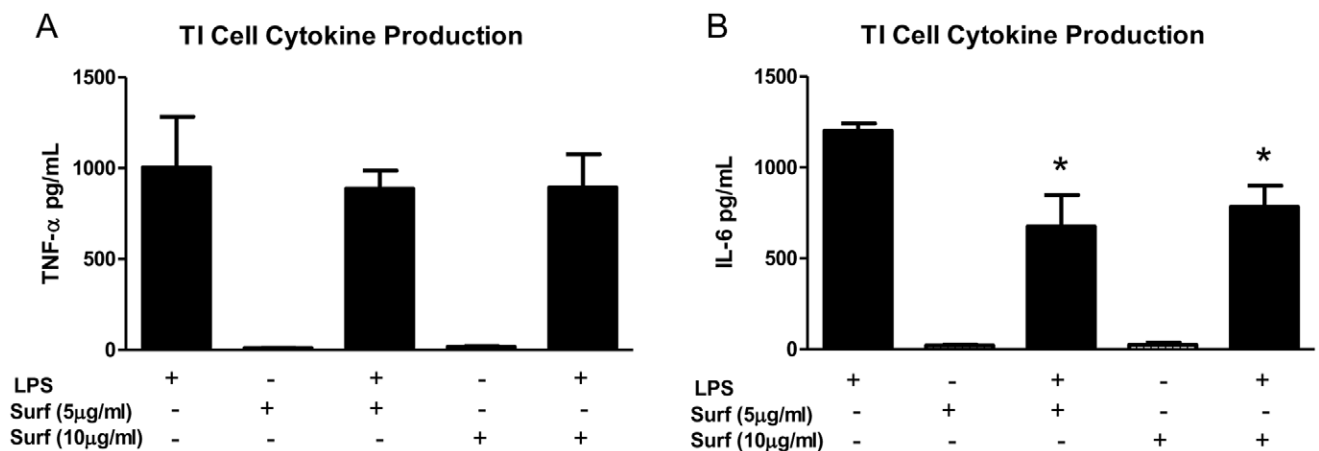 A
TI Cell Cytokine Production
1500
1000
500
0
TNF-α pg/mL
LPS + - + - +
Surf (5µg/ml) - + + - -
Surf (10µg/ml) - - - + +
B
TI Cell Cytokine Production
1500
1000
500
0
IL-6 pg/mL
* *
LPS + - + - +
Surf (5µg/ml) - + + - -
Surf (10µg/ml) - - - + +